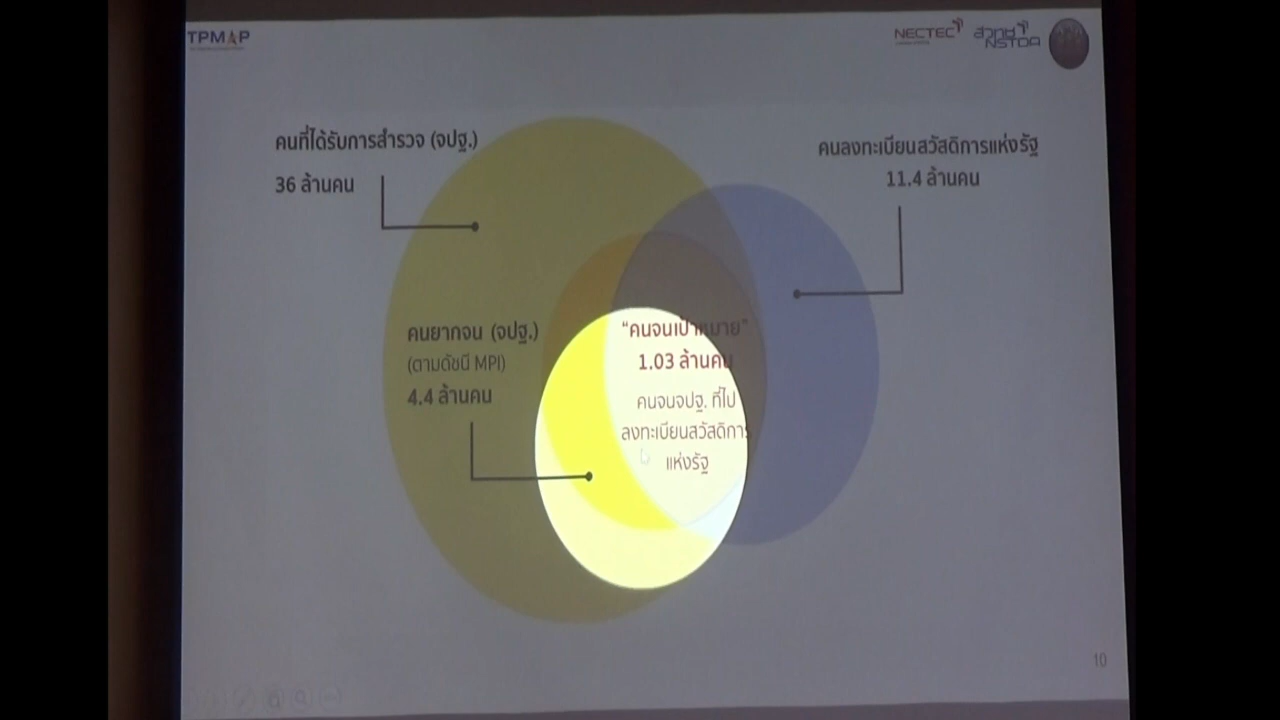 TPMAP
NECTEC
สวทช
NSTDA
คนที่ได้รับการสำรวจ (จปฐ.)
36 ล้านคน
คนลงทะเบียนสวัสดิการแห่งรัฐ
11.4 ล้านคน
คนยากจน (จปฐ.)
(ตามดัชนี MPI)
4.4 ล้านคน
“คนจนเป้าหมาย”
1.03 ล้านคน
คนจนจปฐ. ที่ไป
ลงทะเบียนสวัสดิการ
แห่งรัฐ
10